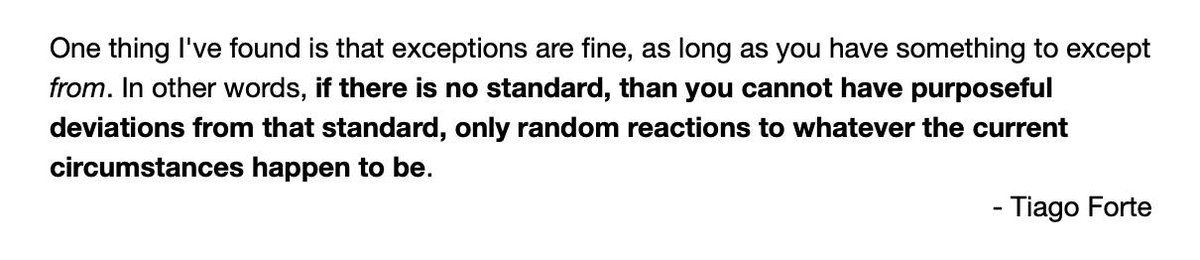 One thing I've found is that exceptions are fine, as long as you have something to except
from. In other words, if there is no standard, than you cannot have purposeful
deviations from that standard, only random reactions to whatever the current
circumstances happen to be.
- Tiago Forte